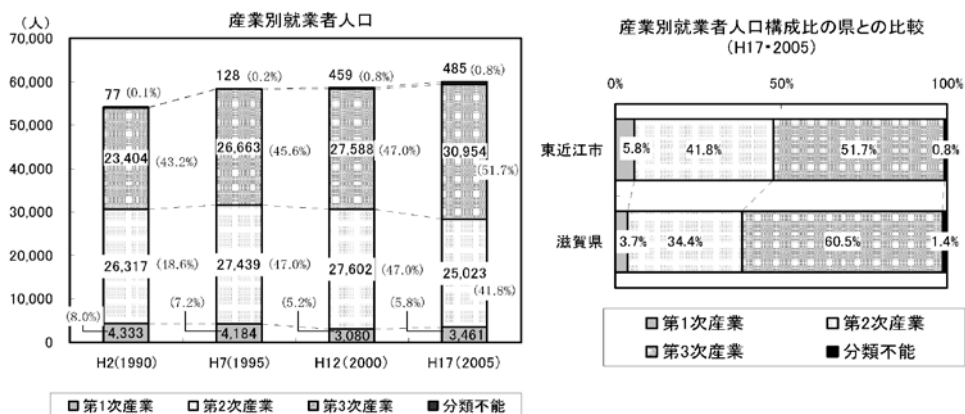 産業別就業者人口
(人)
70,000
60,000
50,000
40,000
30,000
20,000
10,000
0
77 (0.1%)
128 (0.2%)
459 (0.8%)
485 (0.8%)
23,404 (43.2%)
26,663 (45.6%)
27,588 (47.0%)
30,954
(51.7%)
26,317 (18.6%)
27,439 (47.0%)
27,602 (47.0%)
25,023
(41.8%)
(8.0%)
(7.2%)
(5.2%)
(5.8%)
4,333
4,184
3,080
3,461
H2(1990)
H7(1995)
H12(2000)
H17(2005)
第1次産業 第2次産業 第3次産業 分類不能
産業別就業者人口構成比の県との比較
(H17・2005)
0% 50% 100%
東近江市 5.8% 41.8% 51.7% 0.8%
滋賀県 3.7% 34.4% 60.5% 1.4%
第1次産業 第2次産業
第3次産業 分類不能